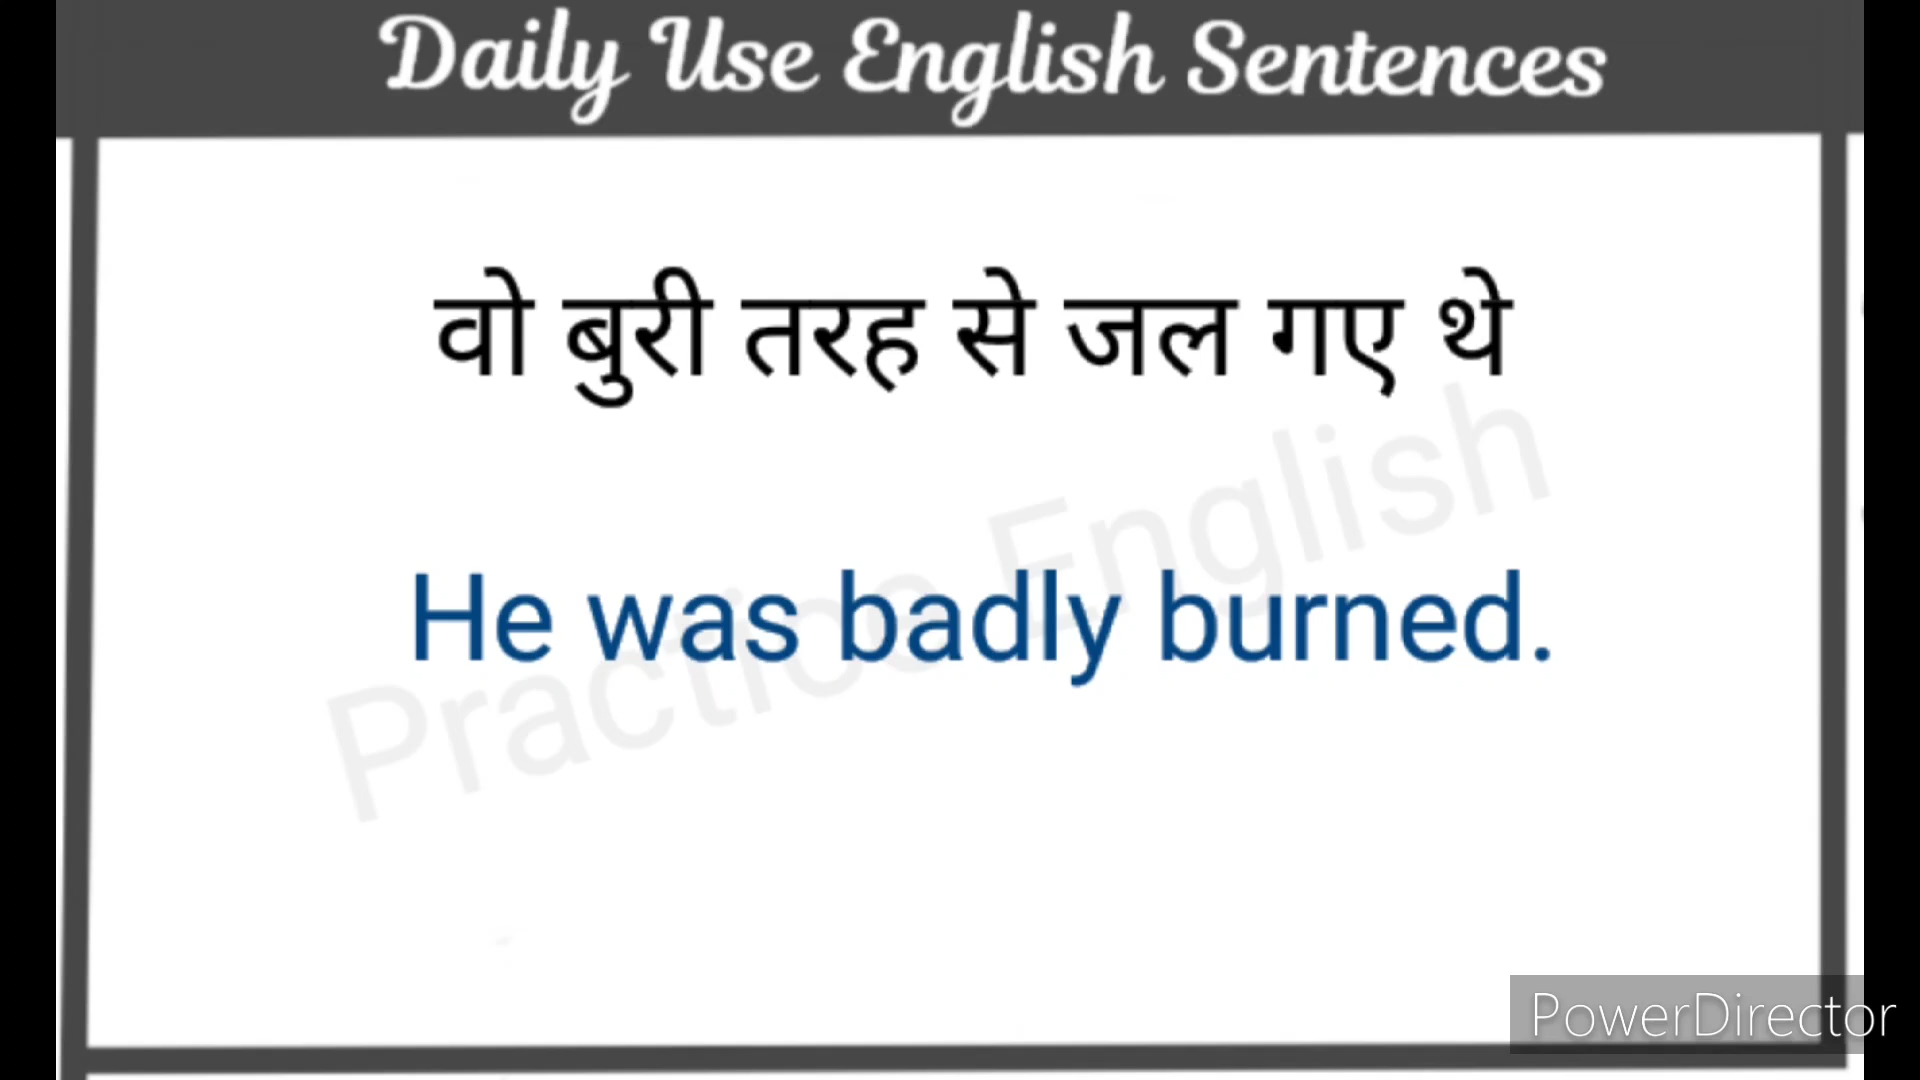 Daily Use English Sentences
वो बुरी तरह से जल गए थे
Practice English
He was badly burned.
PowerDirector